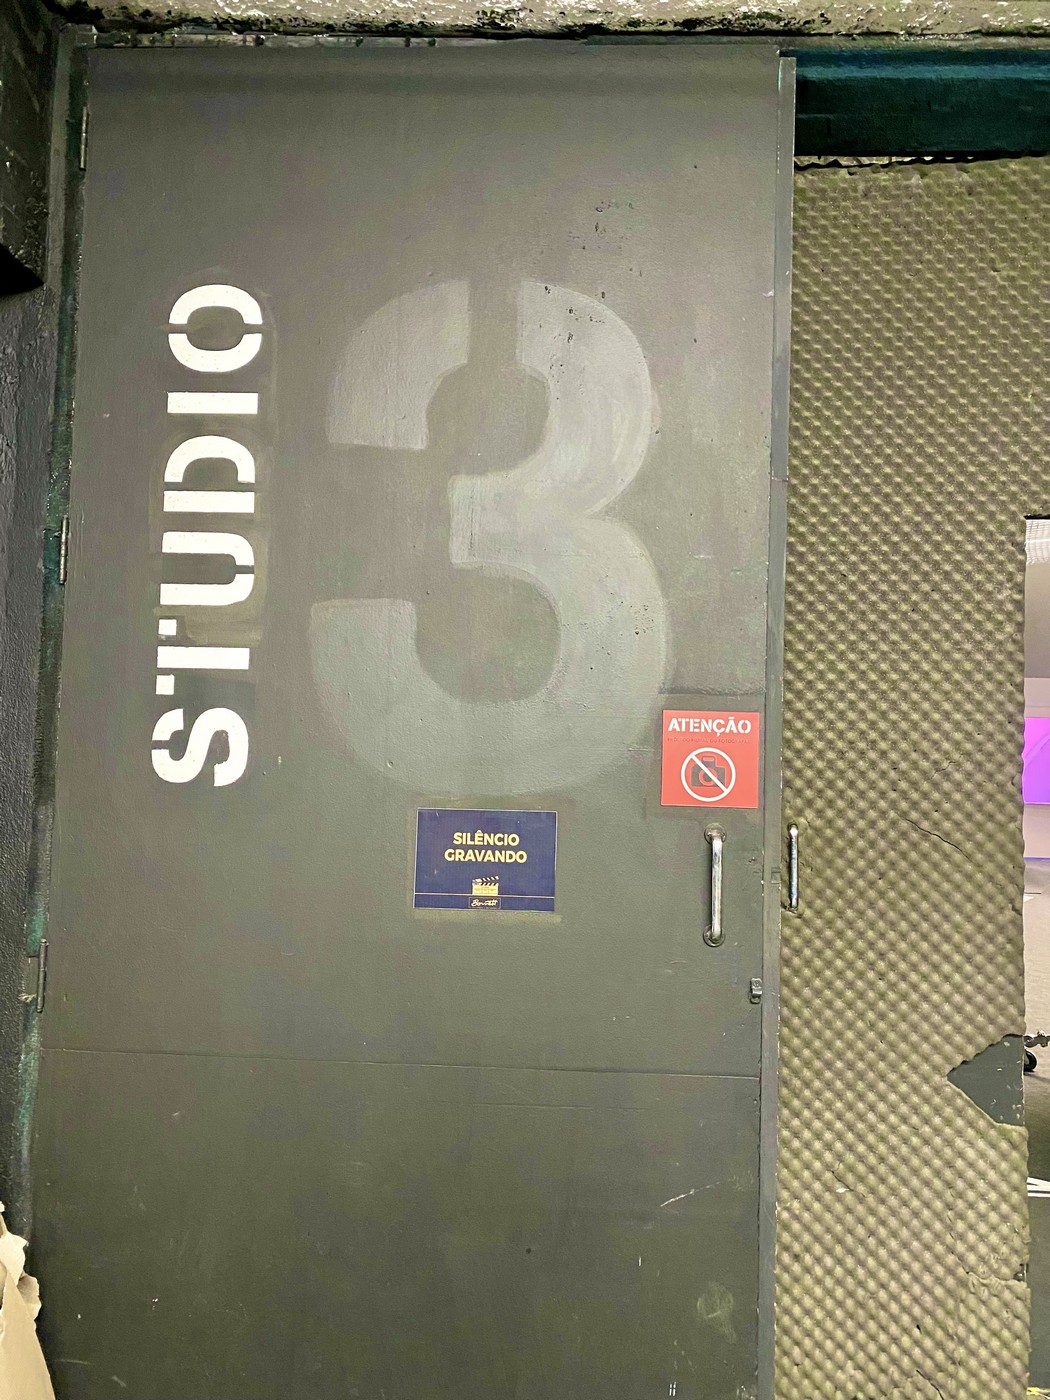 STUDIO
3
ATENÇÃO
SILÊNCIO
GRAVANDO